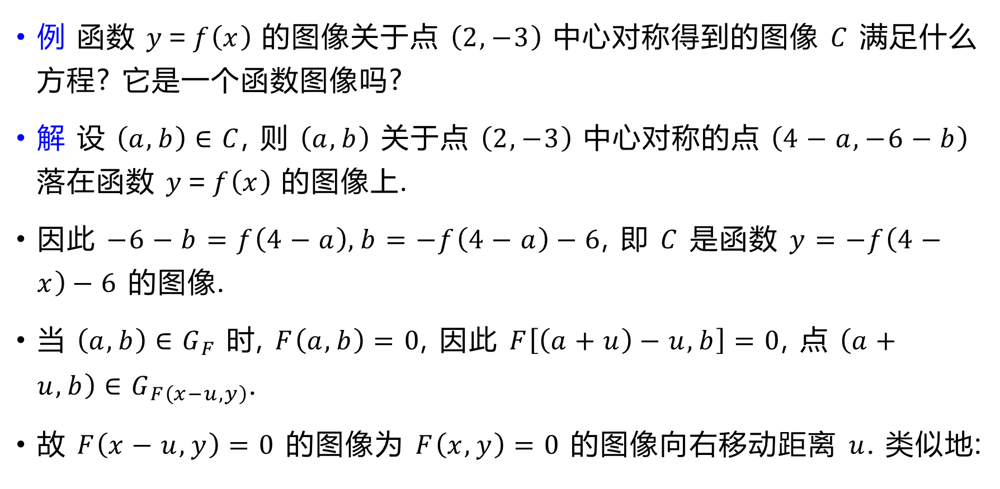 • 例 函数 y = f(x) 的图像关于点 (2, −3) 中心对称得到的图像 C 满足什么
方程? 它是一个函数图像吗?
• 解 设 (a, b) ∈ C, 则 (a, b) 关于点 (2, −3) 中心对称的点 (4 − a, −6 − b)
落在函数 y = f(x) 的图像上.
• 因此 −6 − b = f(4 − a), b = −f(4 − a) − 6, 即 C 是函数 y = −f(4 −
x) − 6 的图像.
• 当 (a, b) ∈ G_F 时, F(a, b) = 0, 因此 F[(a + u) − u, b] = 0, 点 (a +
u, b) ∈ G_{F(x−u,y)}.
• 故 F(x − u, y) = 0 的图像为 F(x, y) = 0 的图像向右移动距离 u. 类似地: